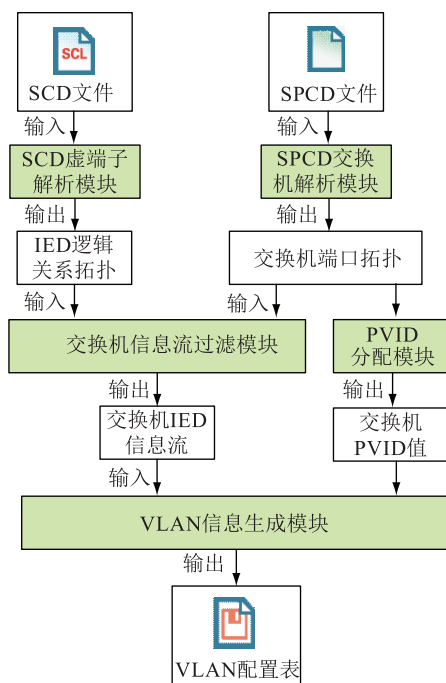 SCL
SCD文件
SPCD文件
输入
输入
SCD虚端子
解析模块
SPCD交换
机解析模块
输出
输出
IED逻辑
关系拓扑
交换机端口拓扑
输入
输入
交换机信息流过滤模块
PVID
分配模块
输出
输出
交换机IED
信息流
交换机
PVID值
输入
VLAN信息生成模块
输出
VLAN配置表